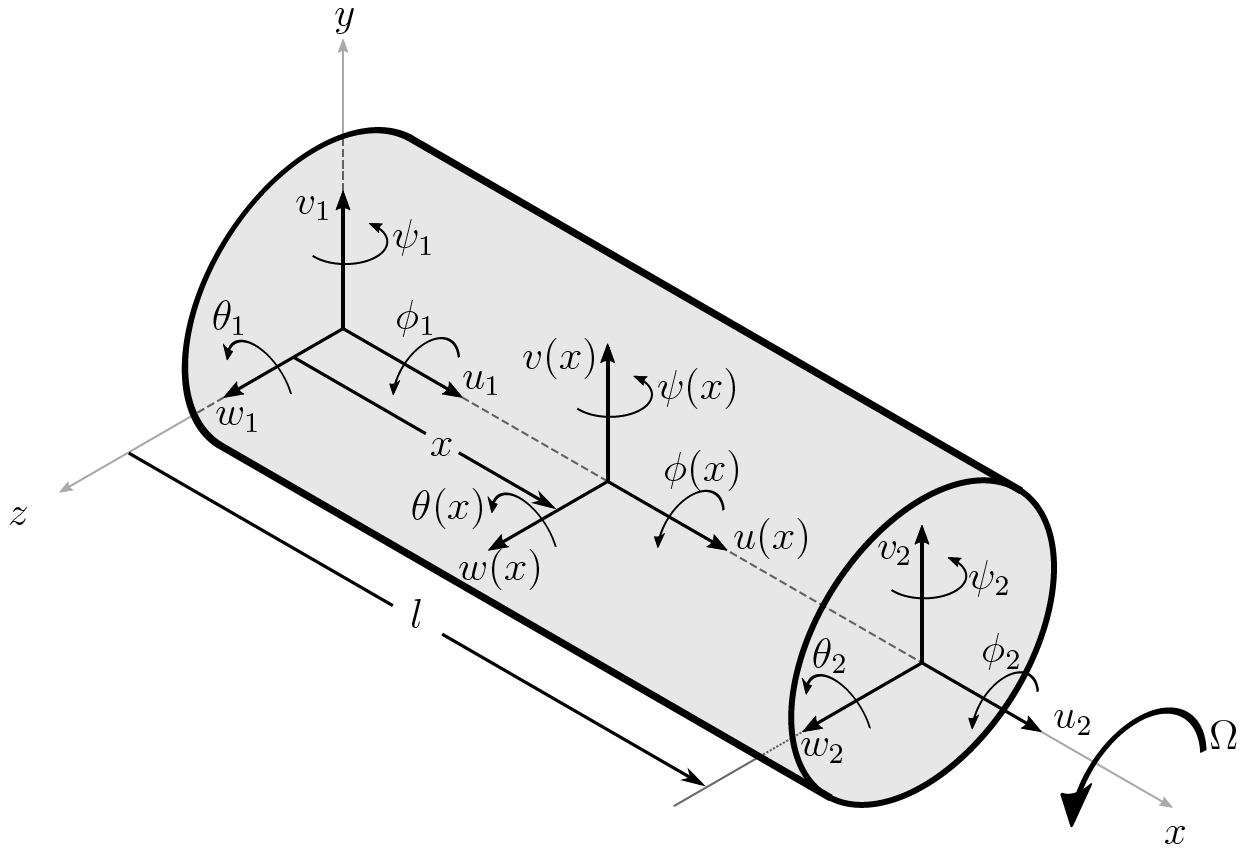 y
v₁
ψ₁
θ₁
ϕ₁
u₁
w₁
v(x)
ψ(x)
x
ϕ(x)
θ(x)
z
u(x)
w(x)
v₂
ψ₂
l
θ₂
ϕ₂
u₂
Ω
w₂
x